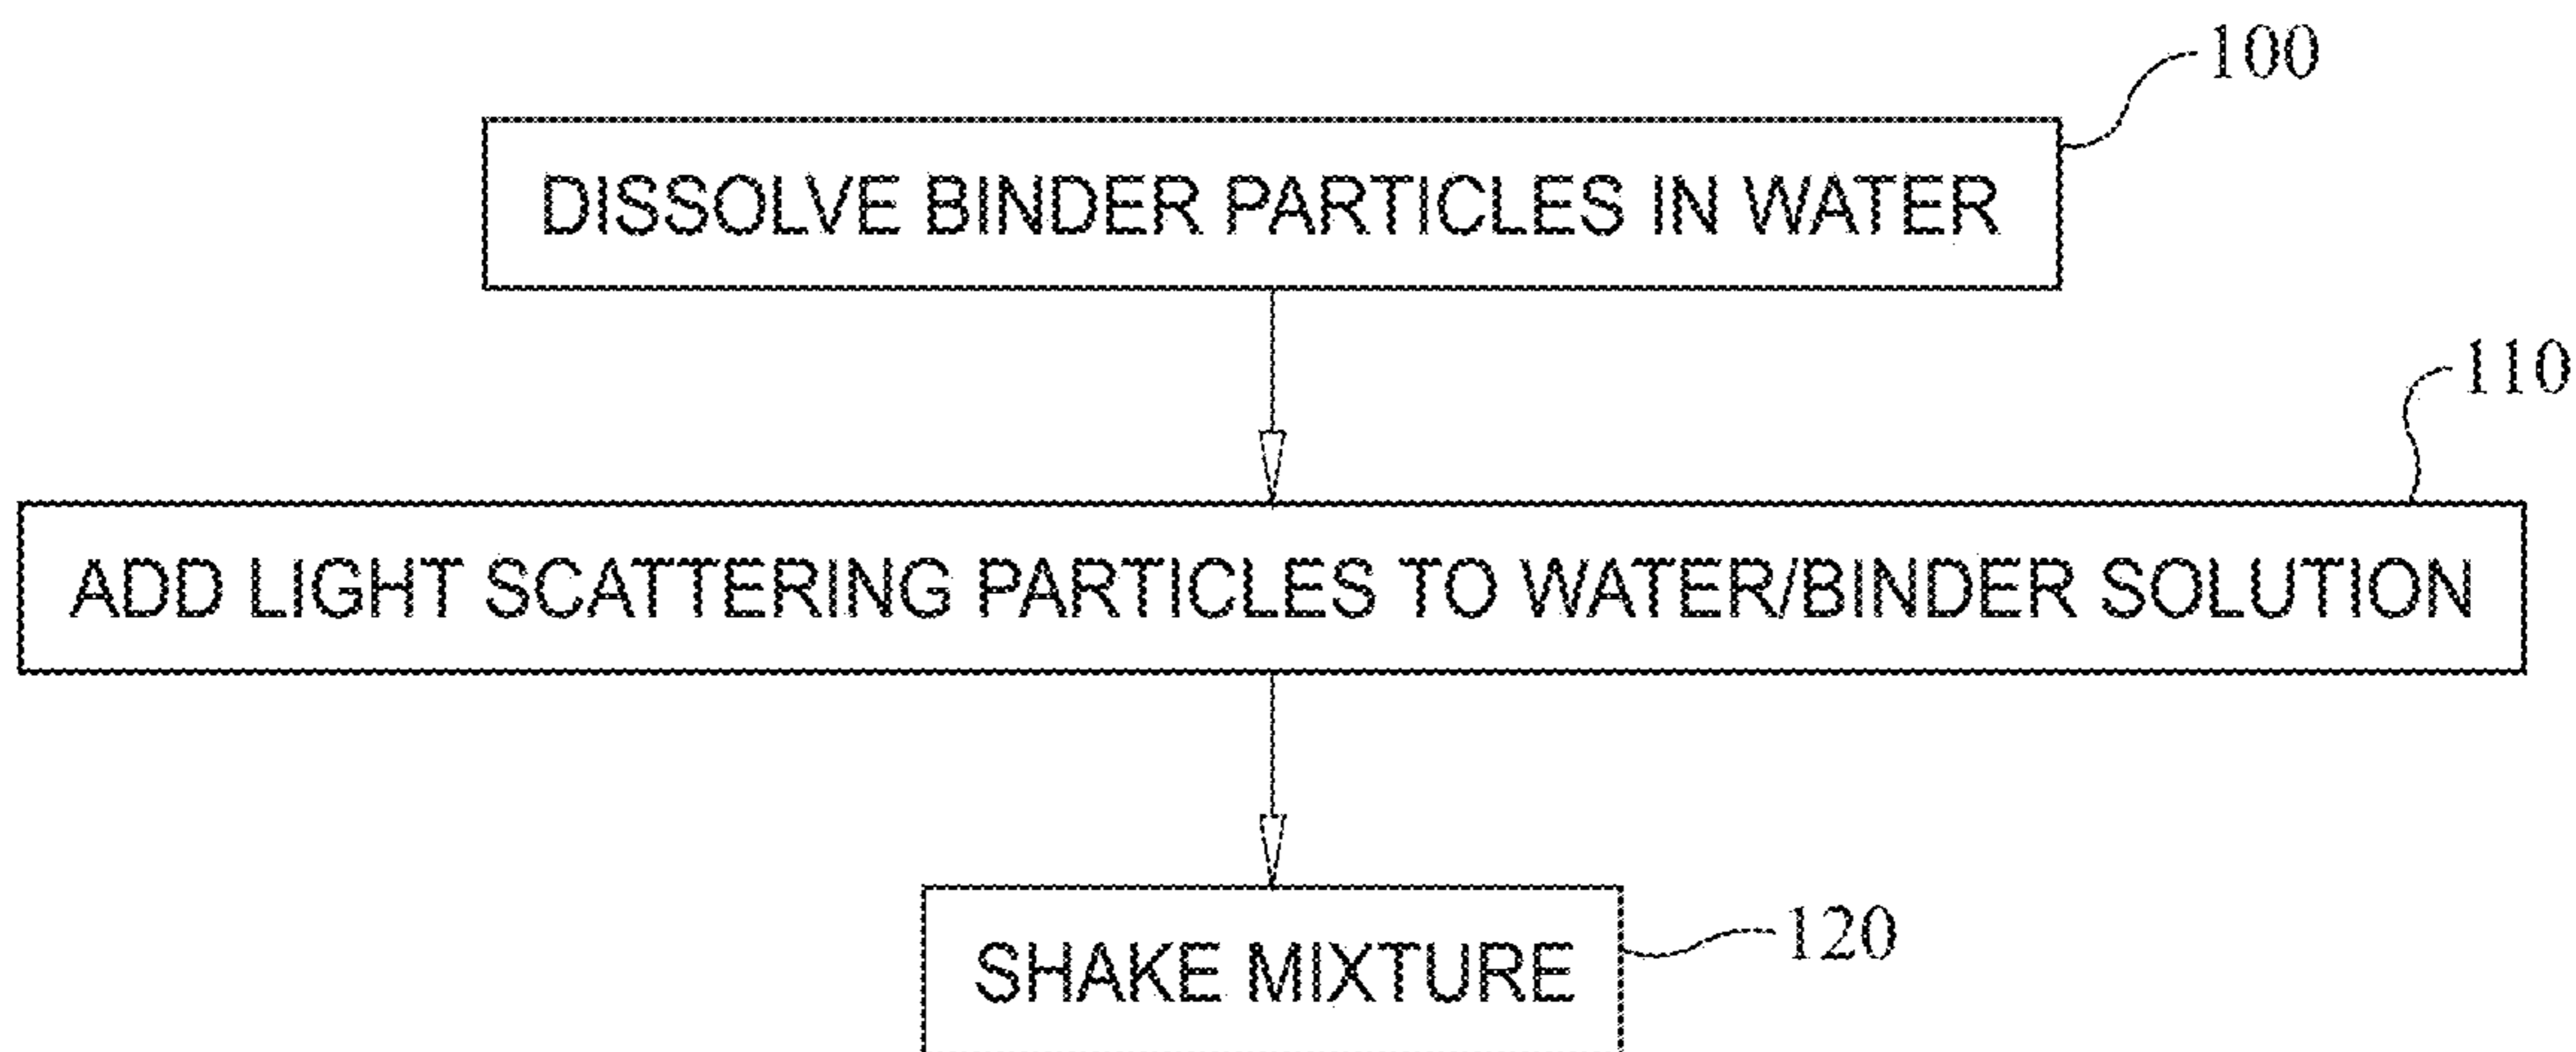 100
DISSOLVE BINDER PARTICLES IN WATER
110
ADD LIGHT SCATTERING PARTICLES TO WATER/BINDER SOLUTION
120
SHAKE MIXTURE